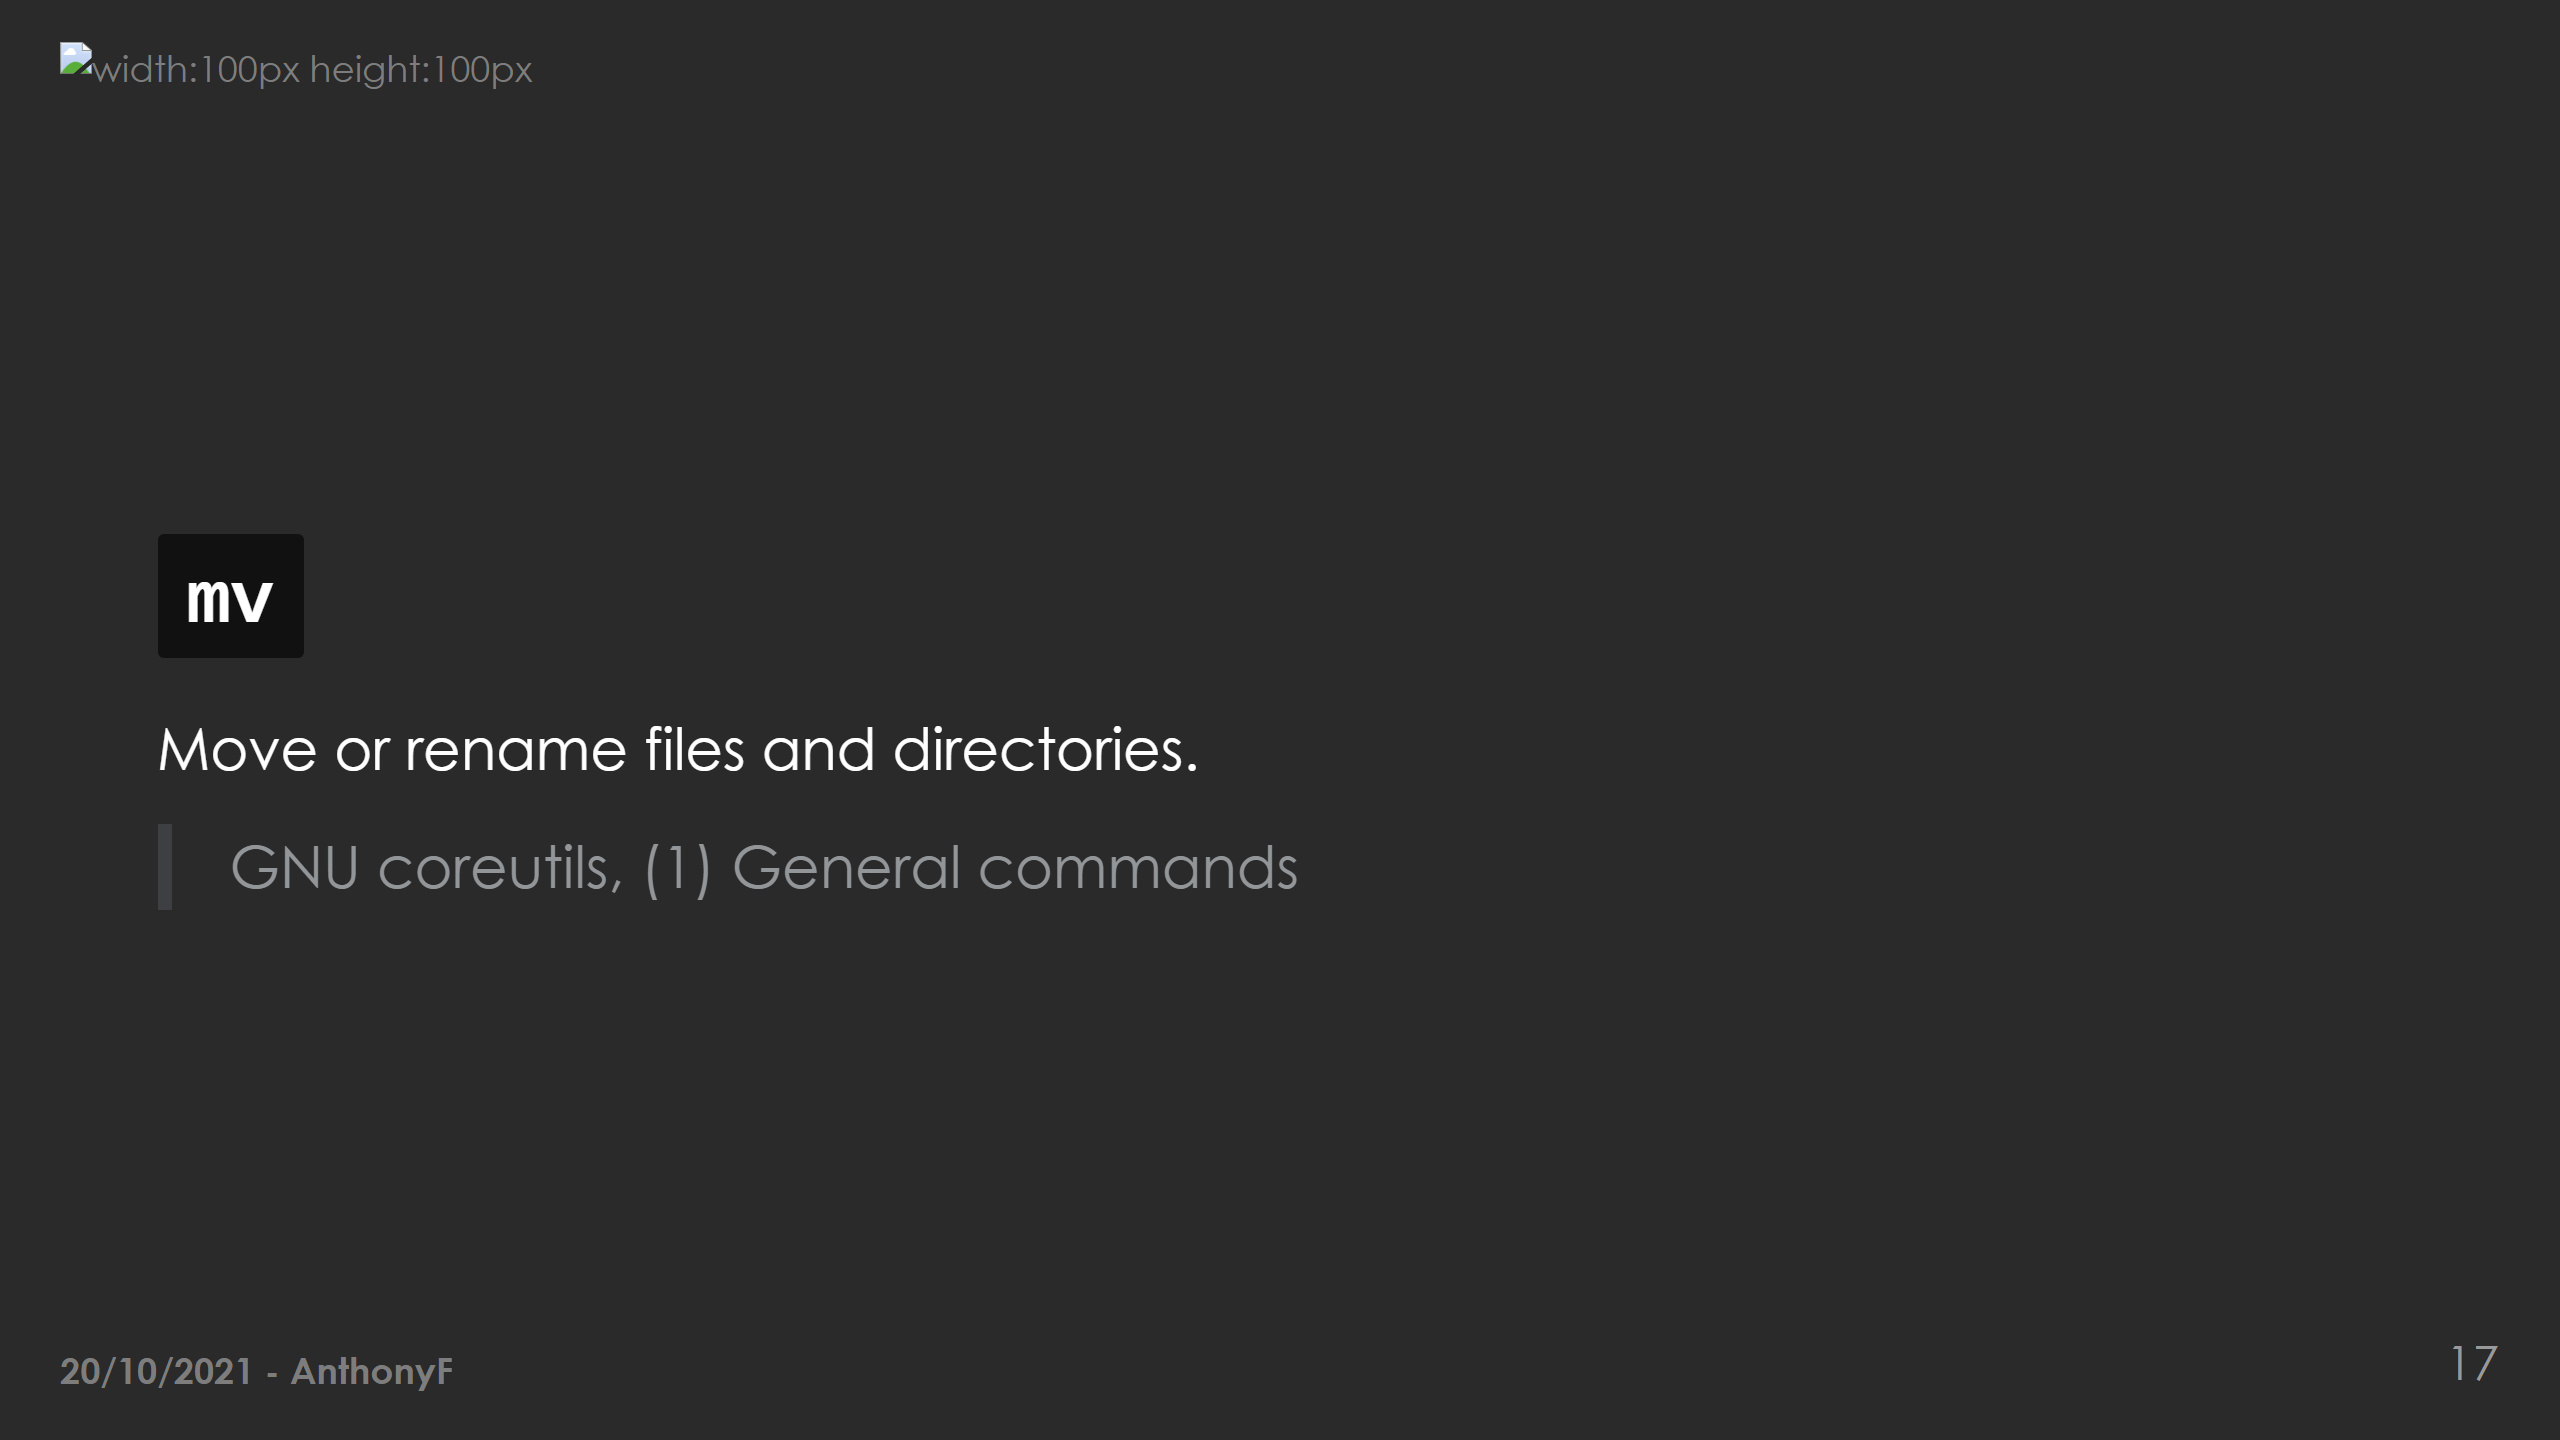 width:100px height:100px
mv
Move or rename files and directories.
GNU coreutils, (1) General commands
20/10/2021 - AnthonyF
17